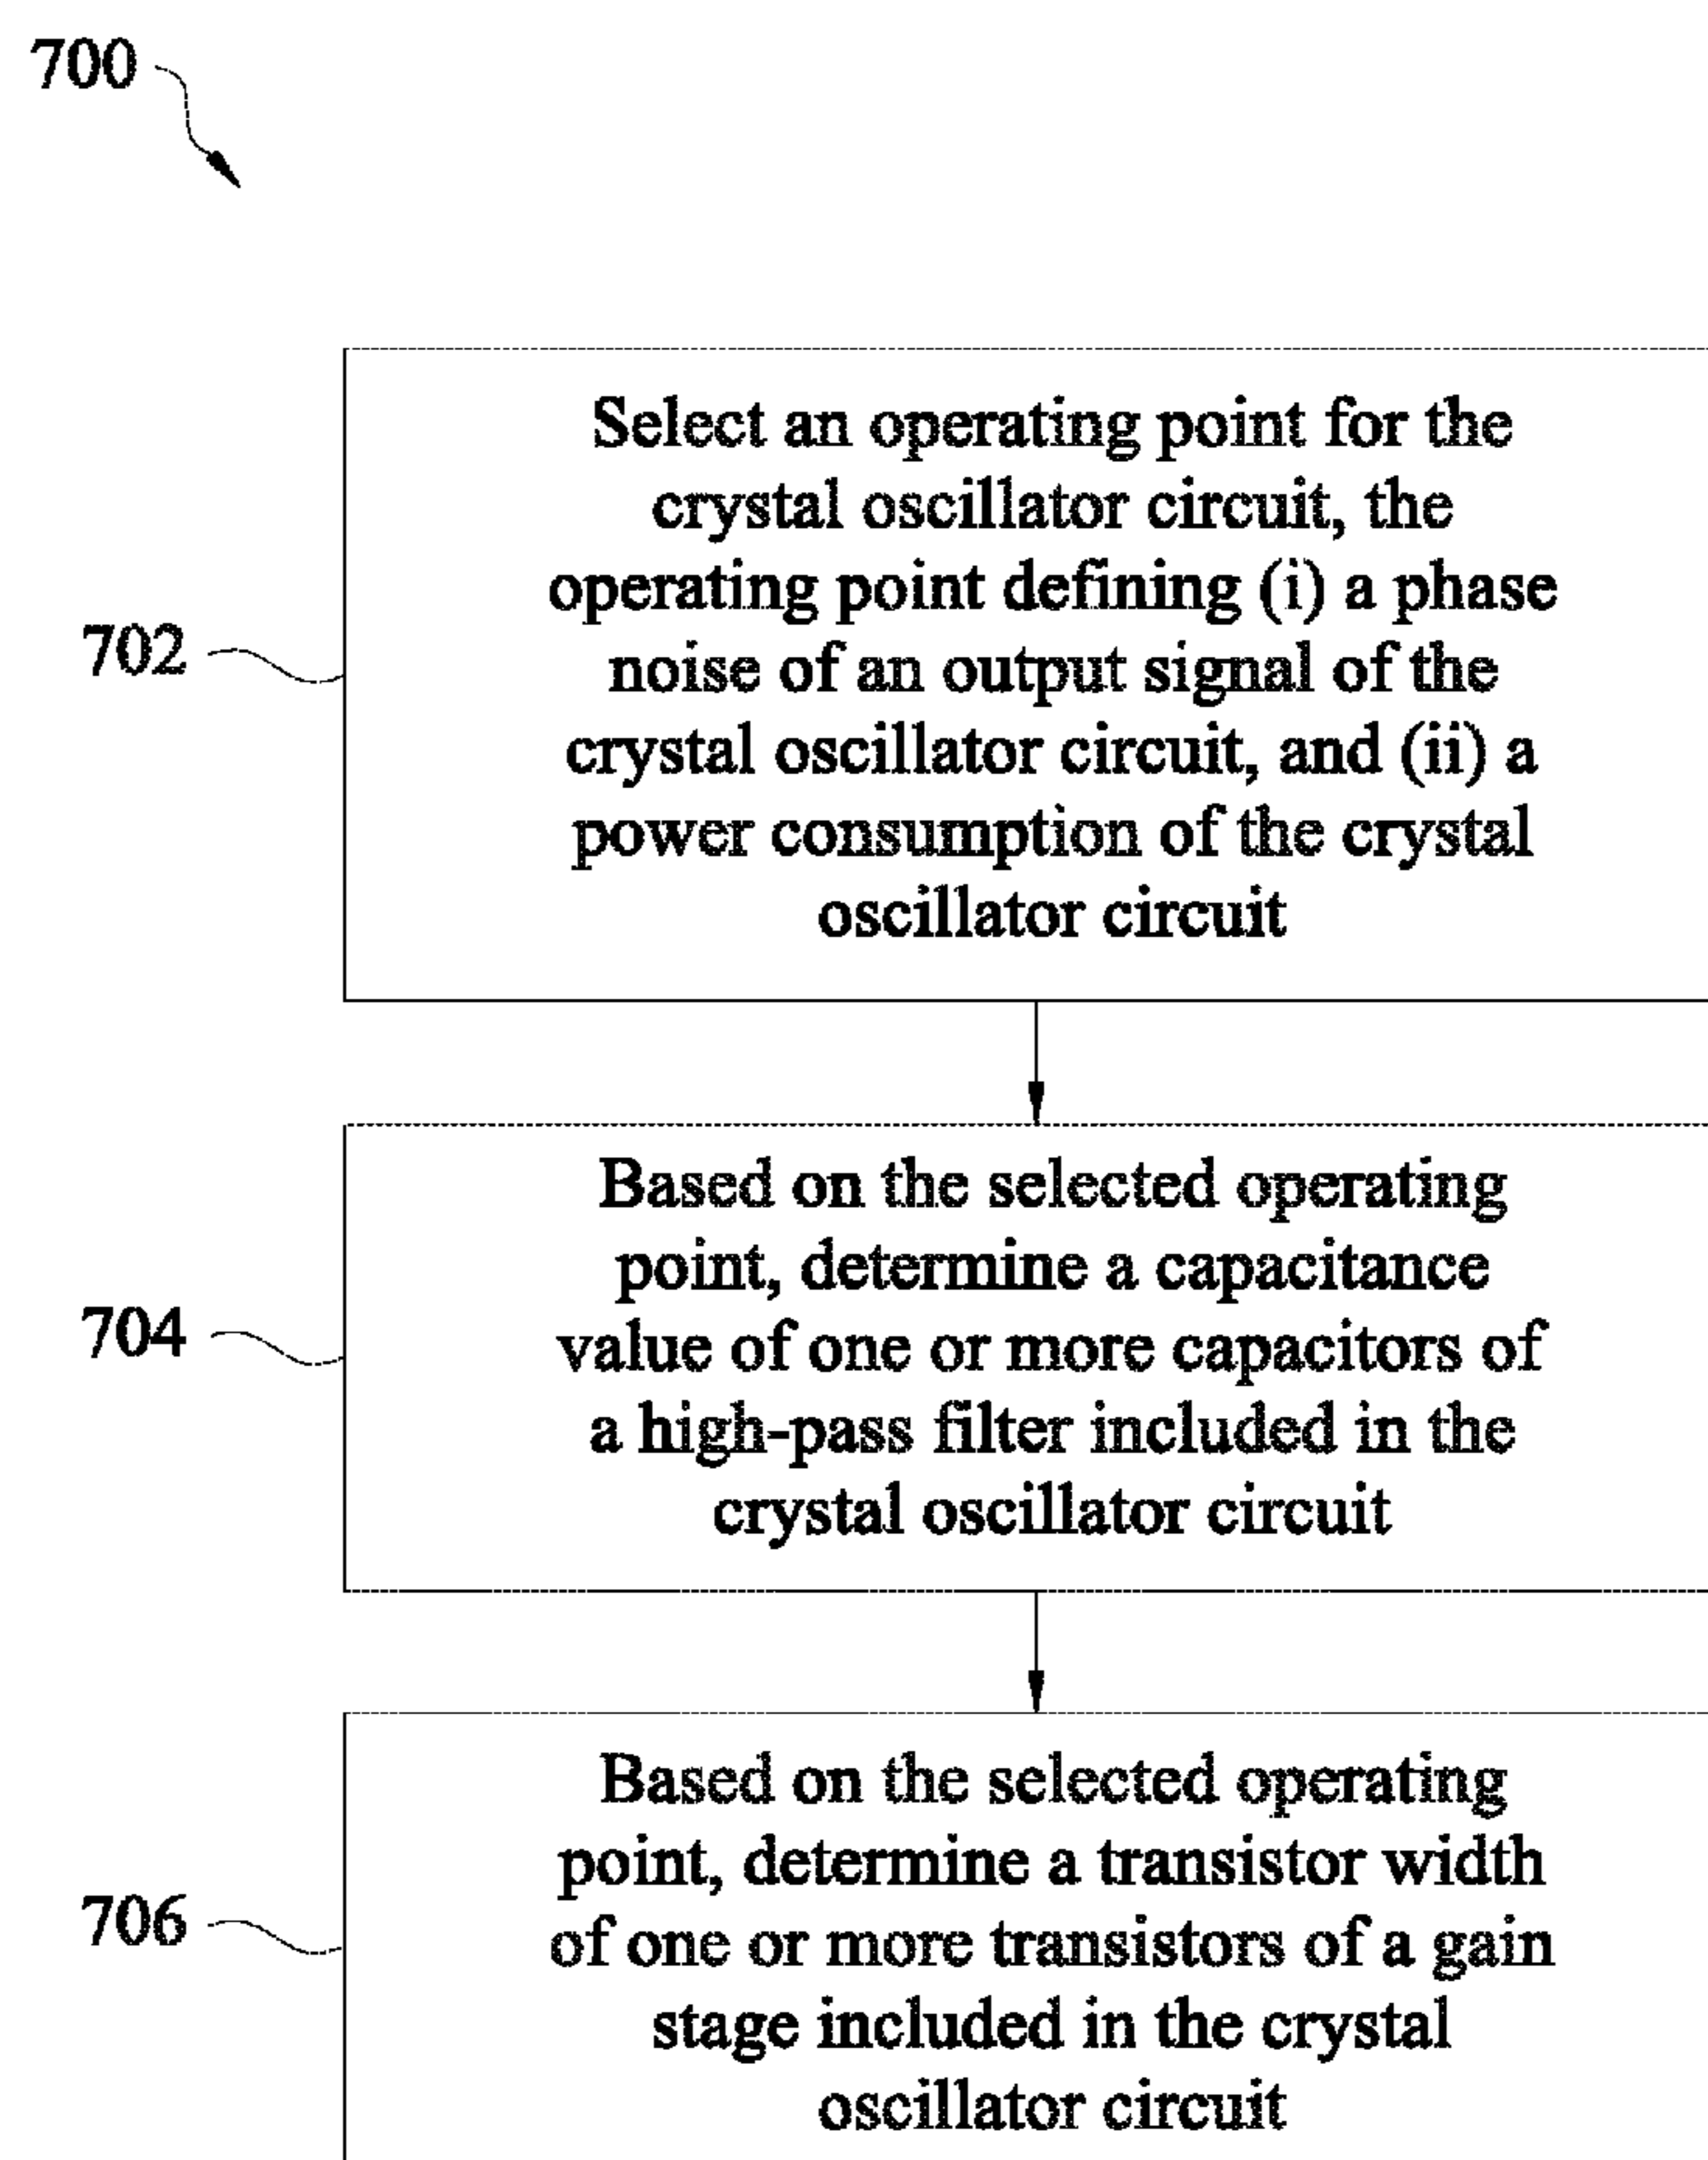 700
702
Select an operating point for the
crystal oscillator circuit, the
operating point defining (i) a phase
noise of an output signal of the
crystal oscillator circuit, and (ii) a
power consumption of the crystal
oscillator circuit
704
Based on the selected operating
point, determine a capacitance
value of one or more capacitors of
a high-pass filter included in the
crystal oscillator circuit
706
Based on the selected operating
point, determine a transistor width
of one or more transistors of a gain
stage included in the crystal
oscillator circuit